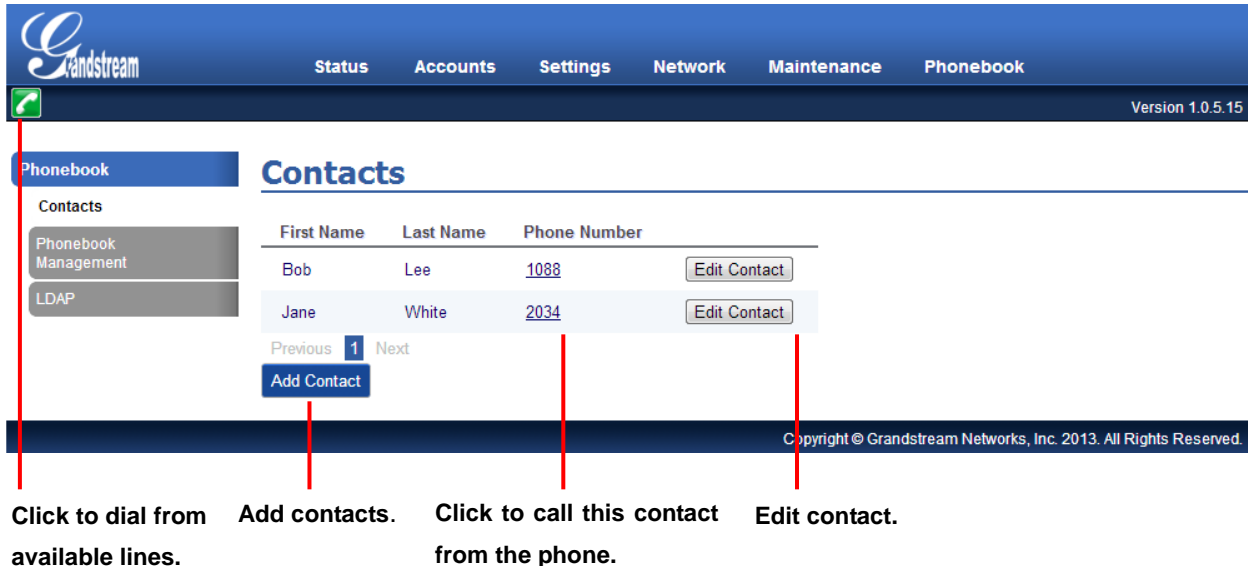 Grandstream
Status Accounts Settings Network Maintenance Phonebook
Version 1.0.5.15
Phonebook
Contacts
Phonebook
Management
LDAP
Contacts
First Name Last Name Phone Number
Bob Lee 1088 Edit Contact
Jane White 2034 Edit Contact
Previous 1 Next
Add Contact
Copyright © Grandstream Networks, Inc. 2013. All Rights Reserved.
Click to dial from
available lines.
Add contacts.
Click to call this contact
from the phone.
Edit contact.